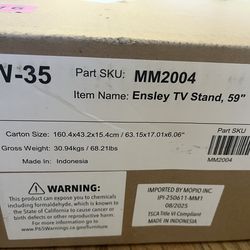 N-35
Part SKU: MM2004
Item Name: Ensley TV Stand, 59"
Carton Size: 160.4x43.2x15.4cm / 63.15x17.01x6.06"
Gross Weight: 30.94kgs / 68.21lbs
Made in: Indonesia
MM2004
WARNING:
This product can expose you to chemicals including
formaldehyde, which is known to the
State of California to cause cancer and birth
defects or other reproductive harm.
For more information go to
www.P65Warnings.ca.gov/furniture
IMPORTED BY MOPIO INC.
IPI-250611-MM1
08/2025
TSCA Title VI Compliant
MADE IN INDONESIA